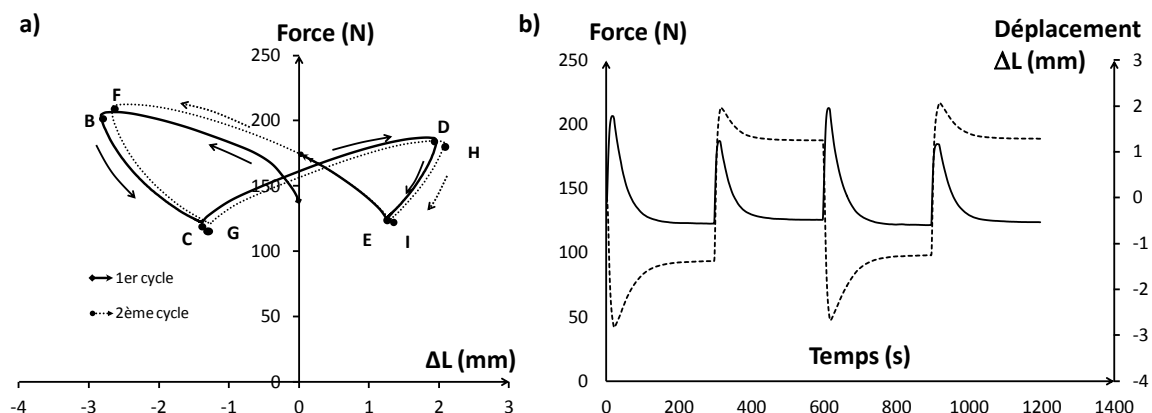 a)
Force (N)
250
200
150
100
50
0
B
F
C
G
D
H
E
I
1er cycle
2ème cycle
ΔL (mm)
-4 -3 -2 -1 0 1 2 3
b)
Force (N)
Déplacement
ΔL (mm)
250
200
150
100
50
0
3
2
1
0
-1
-2
-3
-4
Temps (s)
0 200 400 600 800 1000 1200 1400